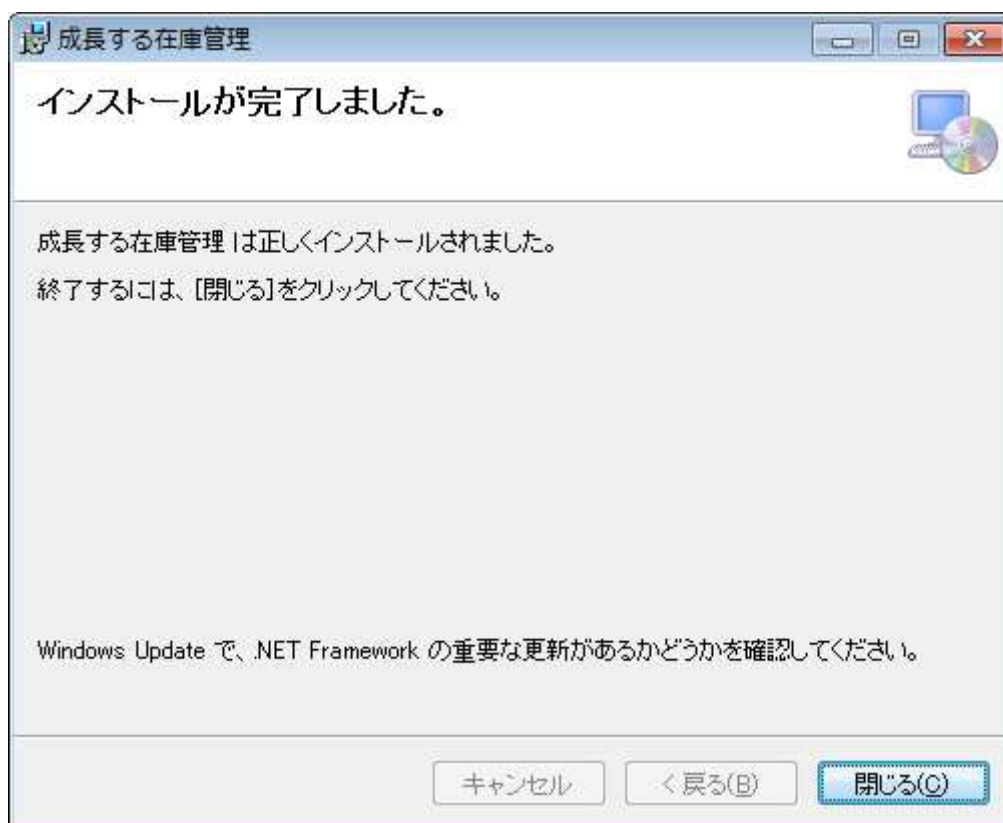 成長する在庫管理
インストールが完了しました。
成長する在庫管理 は正しくインストールされました。
終了するには、[閉じる]をクリックしてください。
Windows Update で、.NET Framework の重要な更新があるかどうかを確認してください。
キャンセル
< 戻る(B)
閉じる(C)